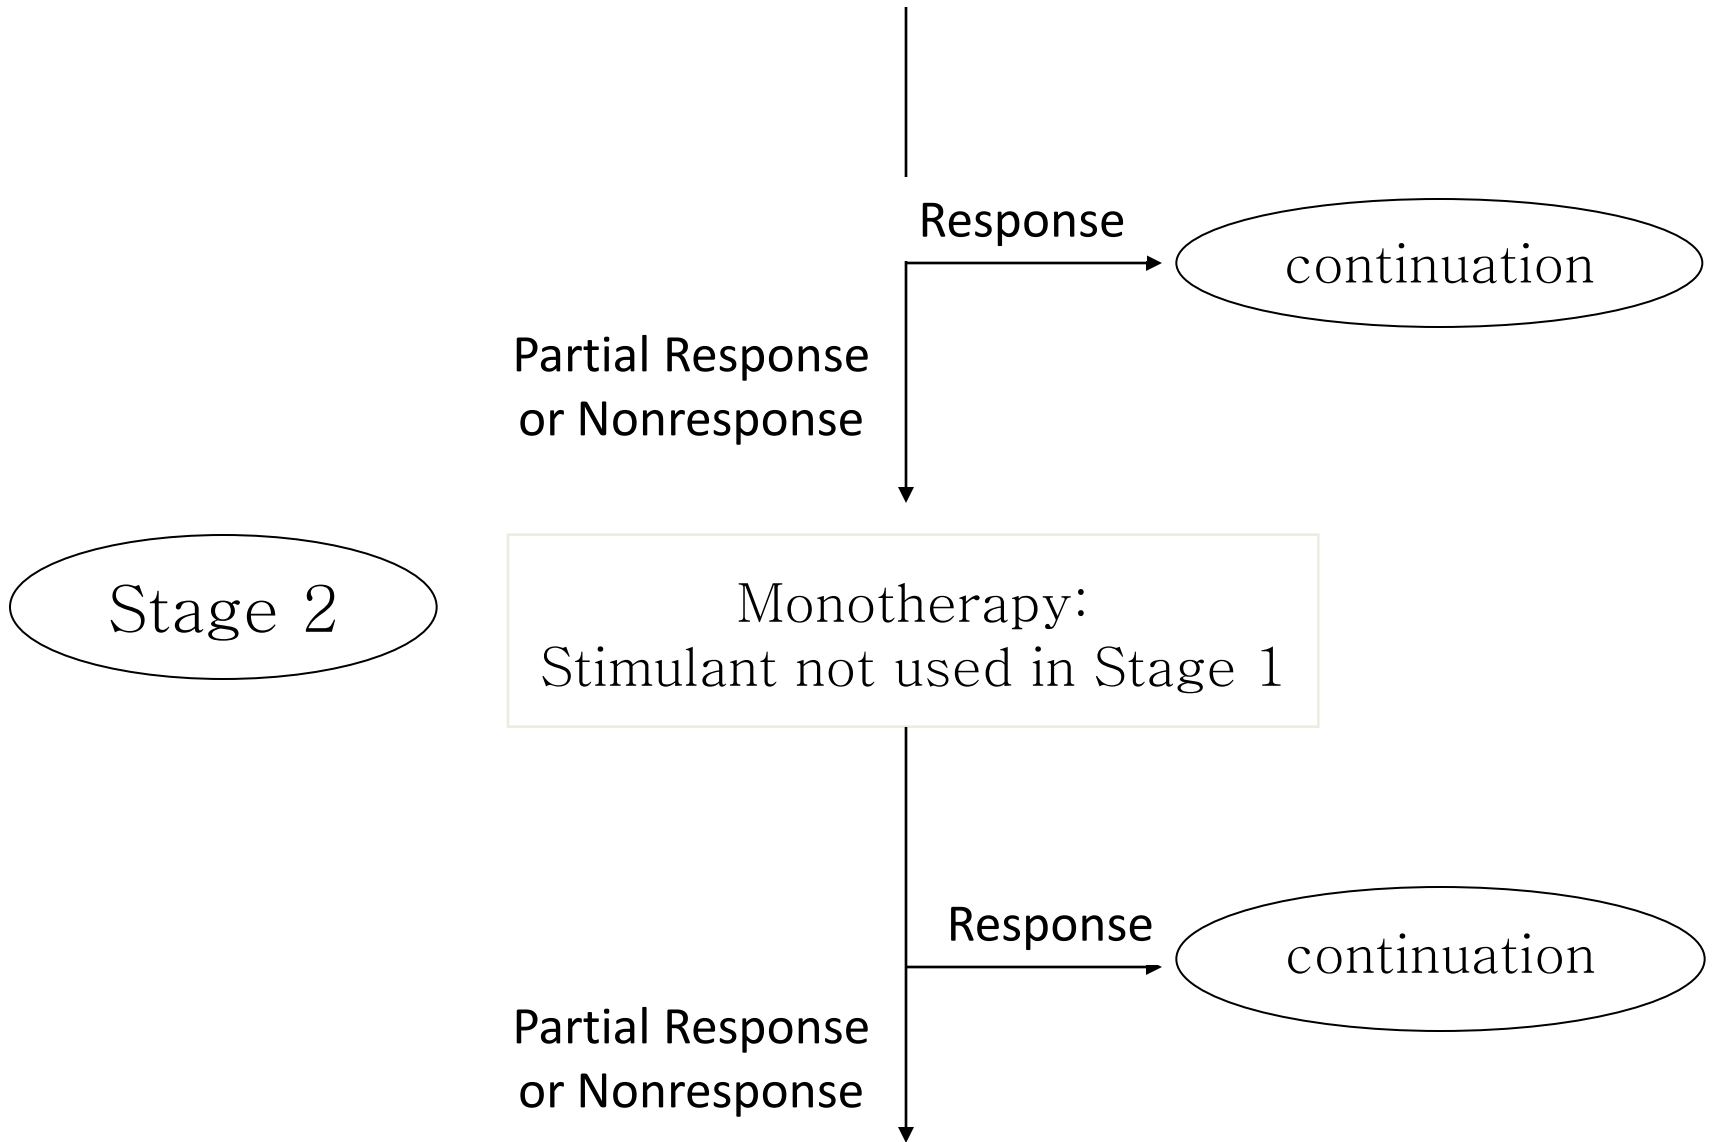 Response
continuation
Partial Response
or Nonresponse
Stage 2
Monotherapy:
Stimulant not used in Stage 1
Response
continuation
Partial Response
or Nonresponse